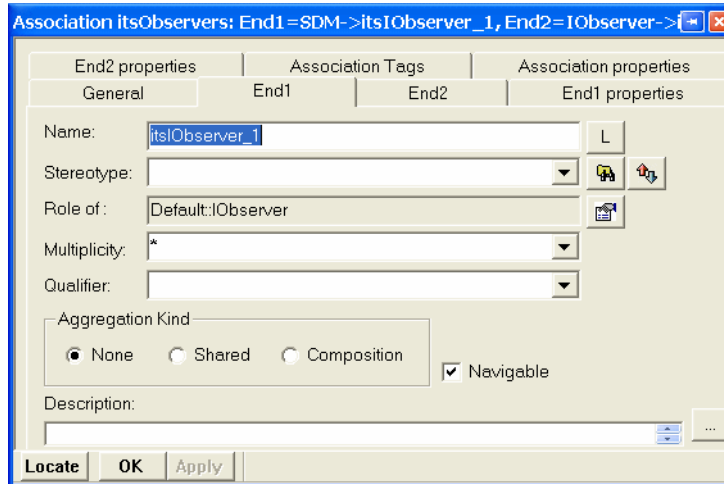 Association itsObservers: End1=SDM->itsIObserver_1, End2=IObserver->i
End2 properties Association Tags Association properties
General End1 End2 End1 properties
Name: itsIObserver_1 L
Stereotype:
Role of : Default::IObserver
Multiplicity: *
Qualifier:
Aggregation Kind
None Shared Composition
Navigable
Description:
...
Locate OK Apply